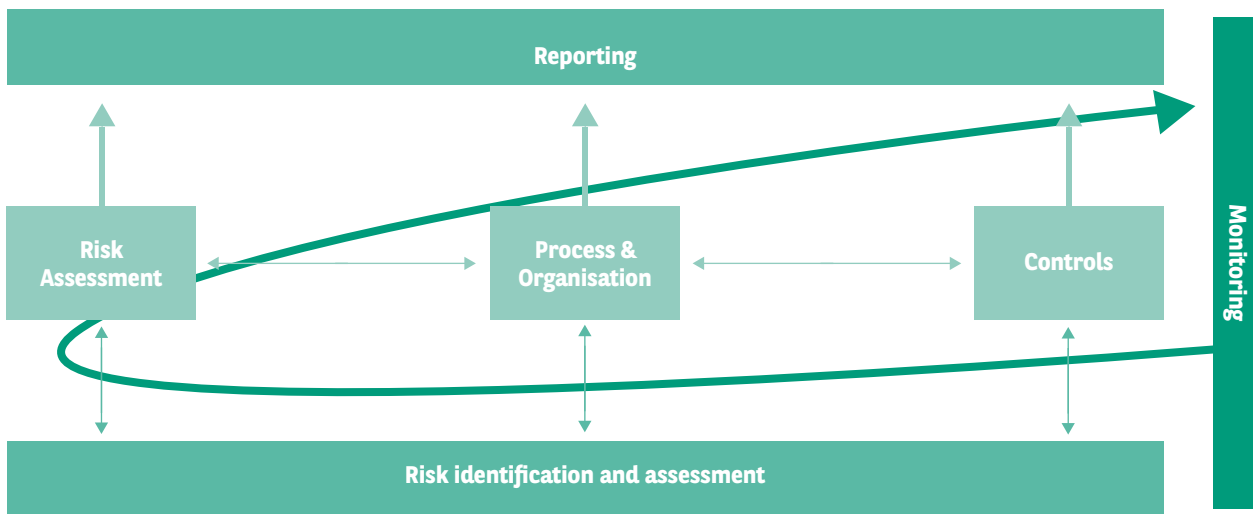 Reporting
Risk
Assessment
Process &
Organisation
Controls
Monitoring
Risk identification and assessment